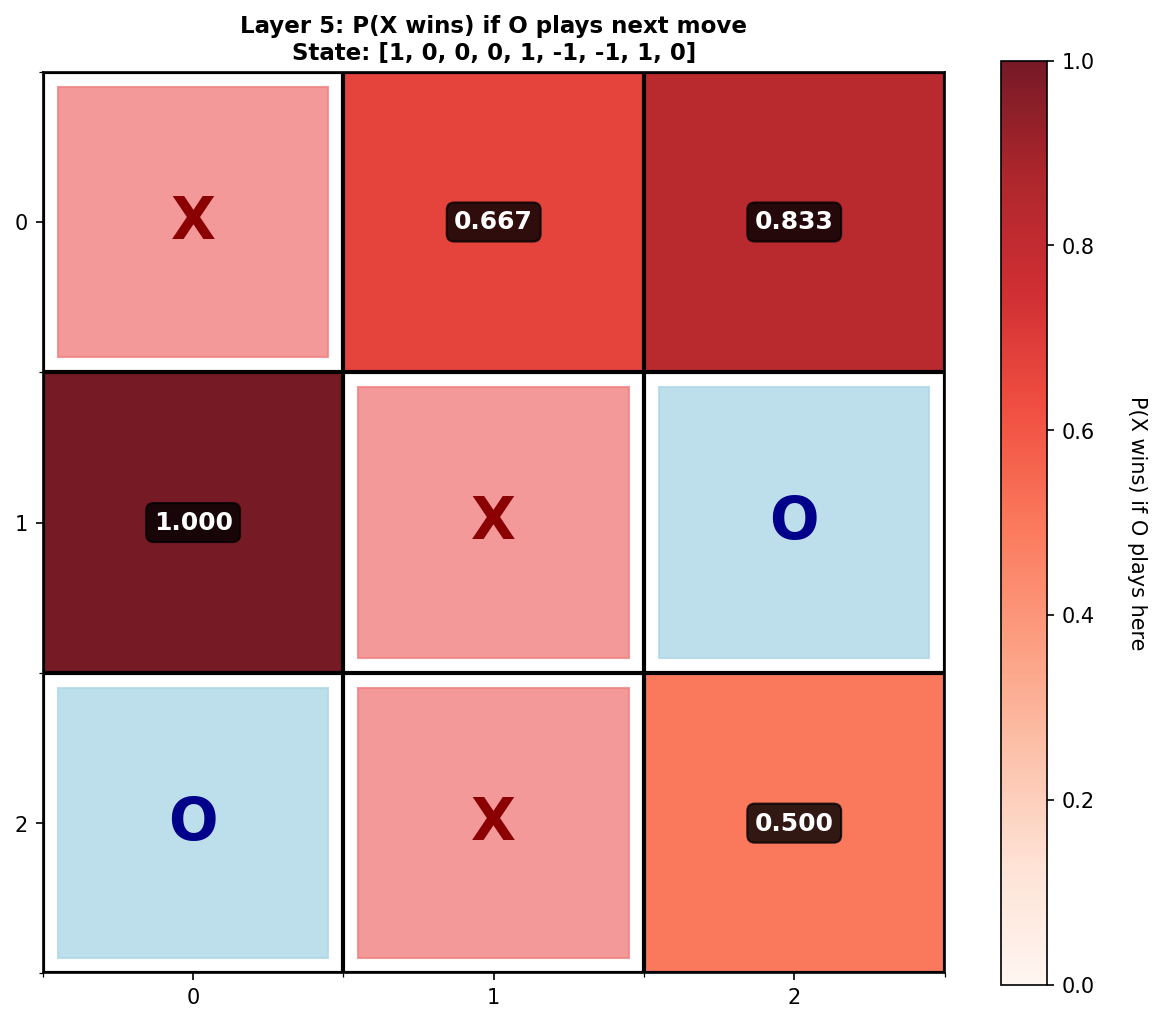 Layer 5: P(X wins) if O plays next move
State: [1, 0, 0, 0, 1, -1, -1, 1, 0]
0
X
0.667
0.833
1
1.000
X
O
2
O
X
0.500
0
1
2
1.0
0.8
0.6
0.4
0.2
0.0
P(X wins) if O plays here